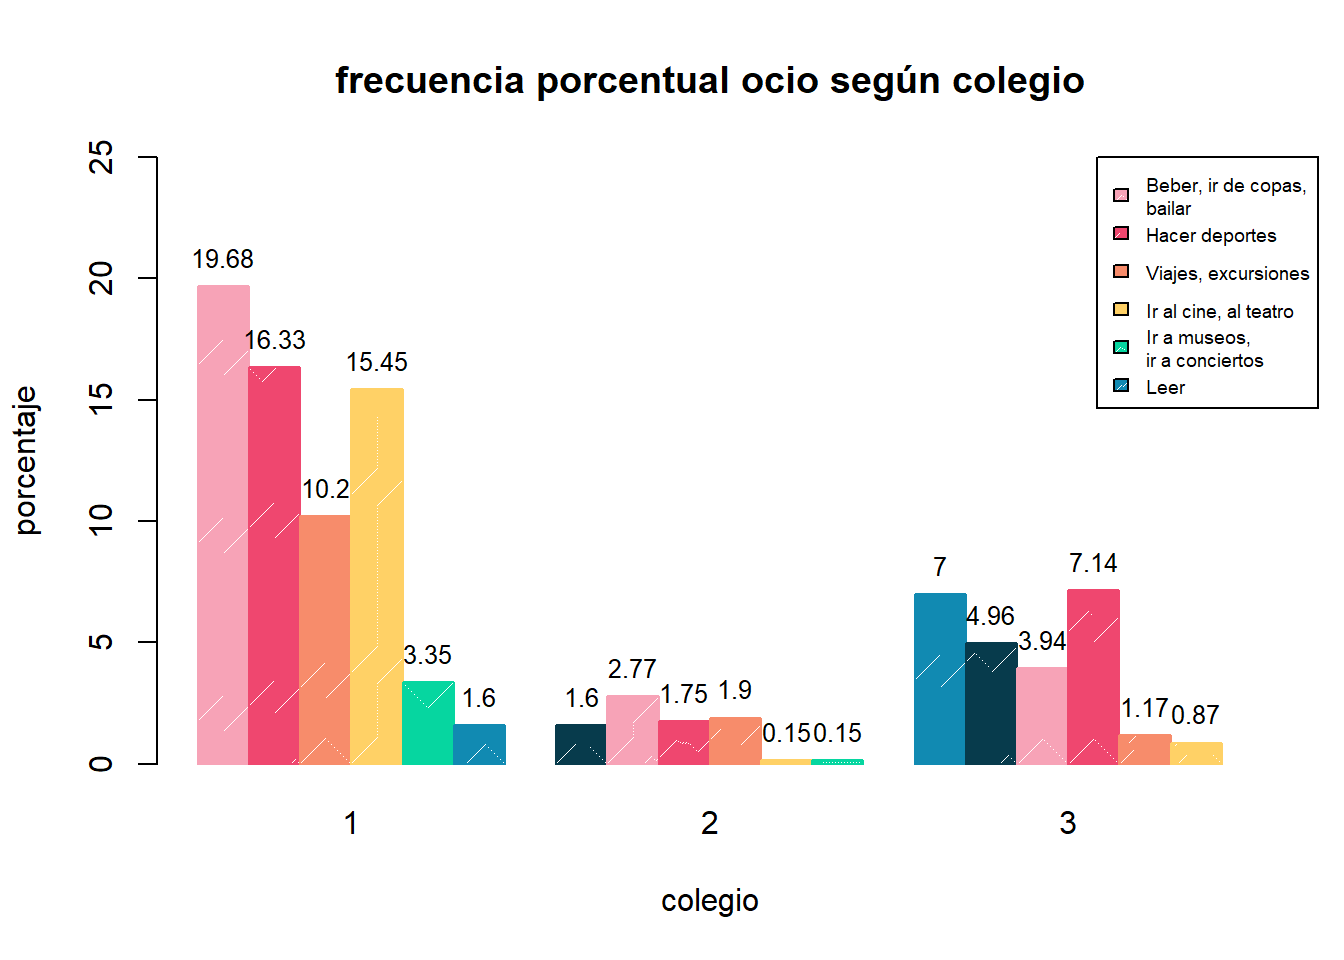 frecuencia porcentual ocio según colegio
porcentaje
25
20
15
10
5
0
19.68
16.33
10.2
15.45
3.35
1.6
1.6
2.77
1.75
1.9
0.15
0.15
7
4.96
3.94
7.14
1.17
0.87
1
2
3
colegio
Beber, ir de copas,
bailar
Hacer deportes
Viajes, excursiones
Ir al cine, al teatro
Ir a museos,
ir a conciertos
Leer